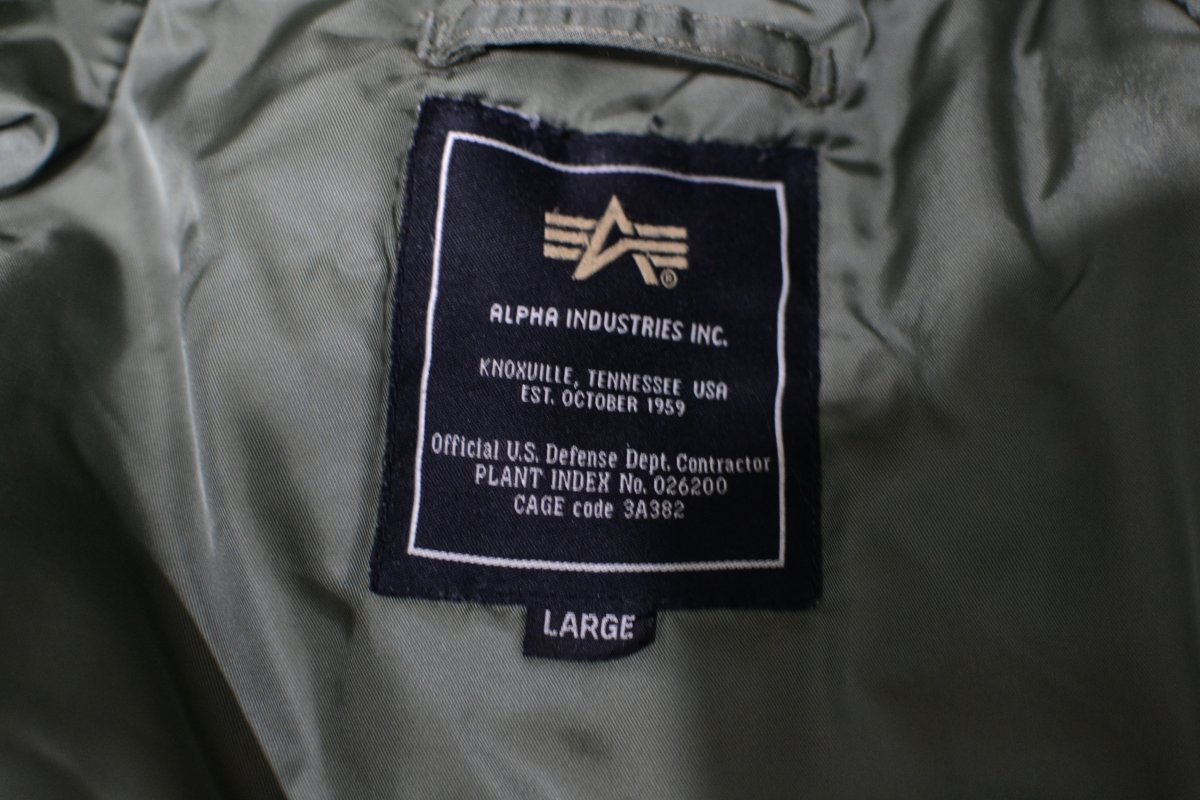 ®
ALPHA INDUSTRIES INC.
KNOXVILLE, TENNESSEE USA
EST. OCTOBER 1959
Official U.S. Defense Dept. Contractor
PLANT INDEX No. 026200
CAGE code 3A382
LARGE